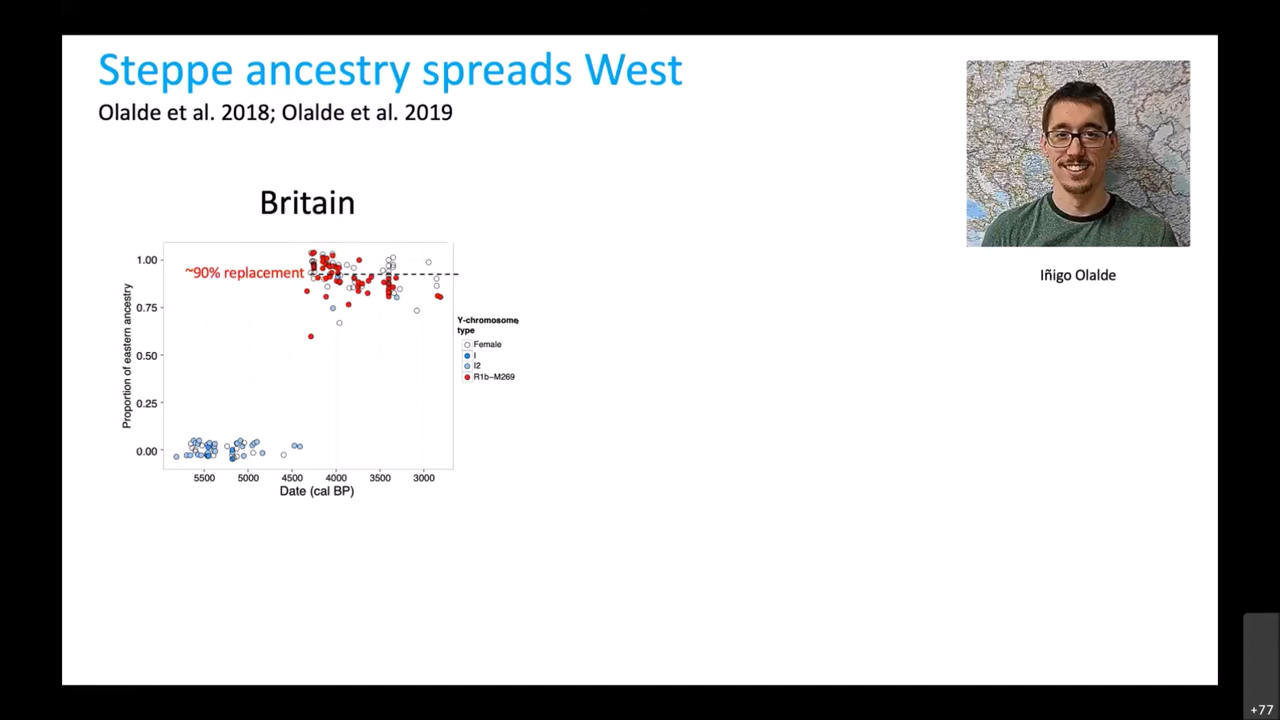 Steppe ancestry spreads West
Olalde et al. 2018; Olalde et al. 2019
Iñigo Olalde
Britain
~90% replacement
Proportion of eastern ancestry
1.00
0.75
0.50
0.25
0.00
5500 5000 4500 4000 3500 3000
Date (cal BP)
Y-chromosome
type
Female
I
I2
R1b-M269
+77